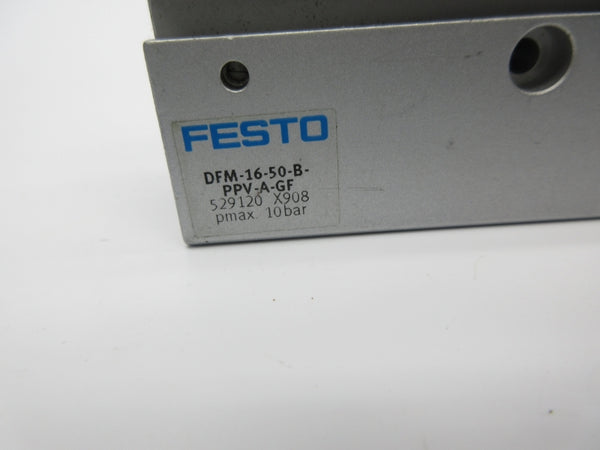 FESTO
DFM-16-50-B-
PPV-A-GF
529120 X908
pmax. 10bar